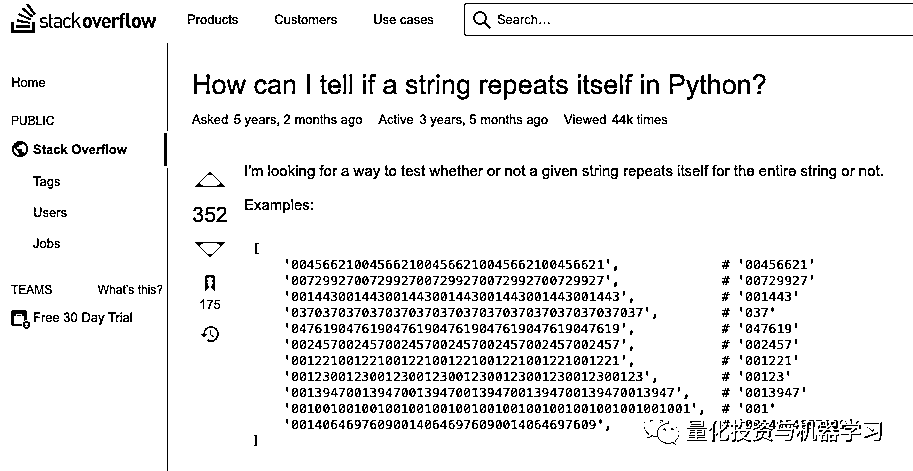 stackoverflow
Products Customers Use cases Search...
Home
PUBLIC
Stack Overflow
Tags
Users
Jobs
TEAMS What's this?
Free 30 Day Trial
How can I tell if a string repeats itself in Python?
Asked 5 years, 2 months ago Active 3 years, 5 months ago Viewed 44k times
352
175
I'm looking for a way to test whether or not a given string repeats itself for the entire string or not.
Examples:
[
'0045662100456621004566210045662100456621', # '00456621'
'0072992700729927007299270072992700729927', # '00729927'
'001443001443001443001443001443001443001443', # '001443'
'037037037037037037037037037037037037037037037', # '037'
'047619047619047619047619047619047619047619', # '047619'
'002457002457002457002457002457002457002457', # '002457'
'001221001221001221001221001221001221001221', # '001221'
'001230012300123001230012300123001230012300123', # '00123'
'0013947001394700139470013947001394700139470013947', # '0013947'
'001001001001001001001001001001001001001001001001001', # '001'
'001406469760900140646976090014064697609', #
]
量化投资与机器学习